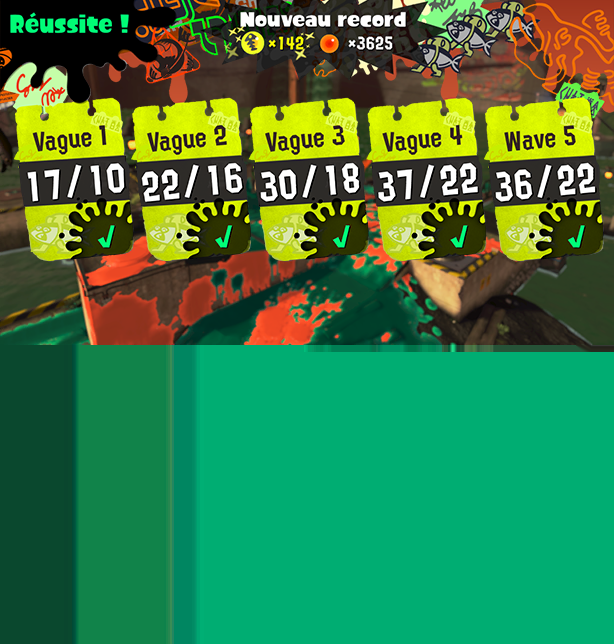 Réussite !
Nouveau record
×142 ×3625
Vague 1
17/10
Vague 2
22/16
Vague 3
30/18
Vague 4
37/22
Wave 5
36/22